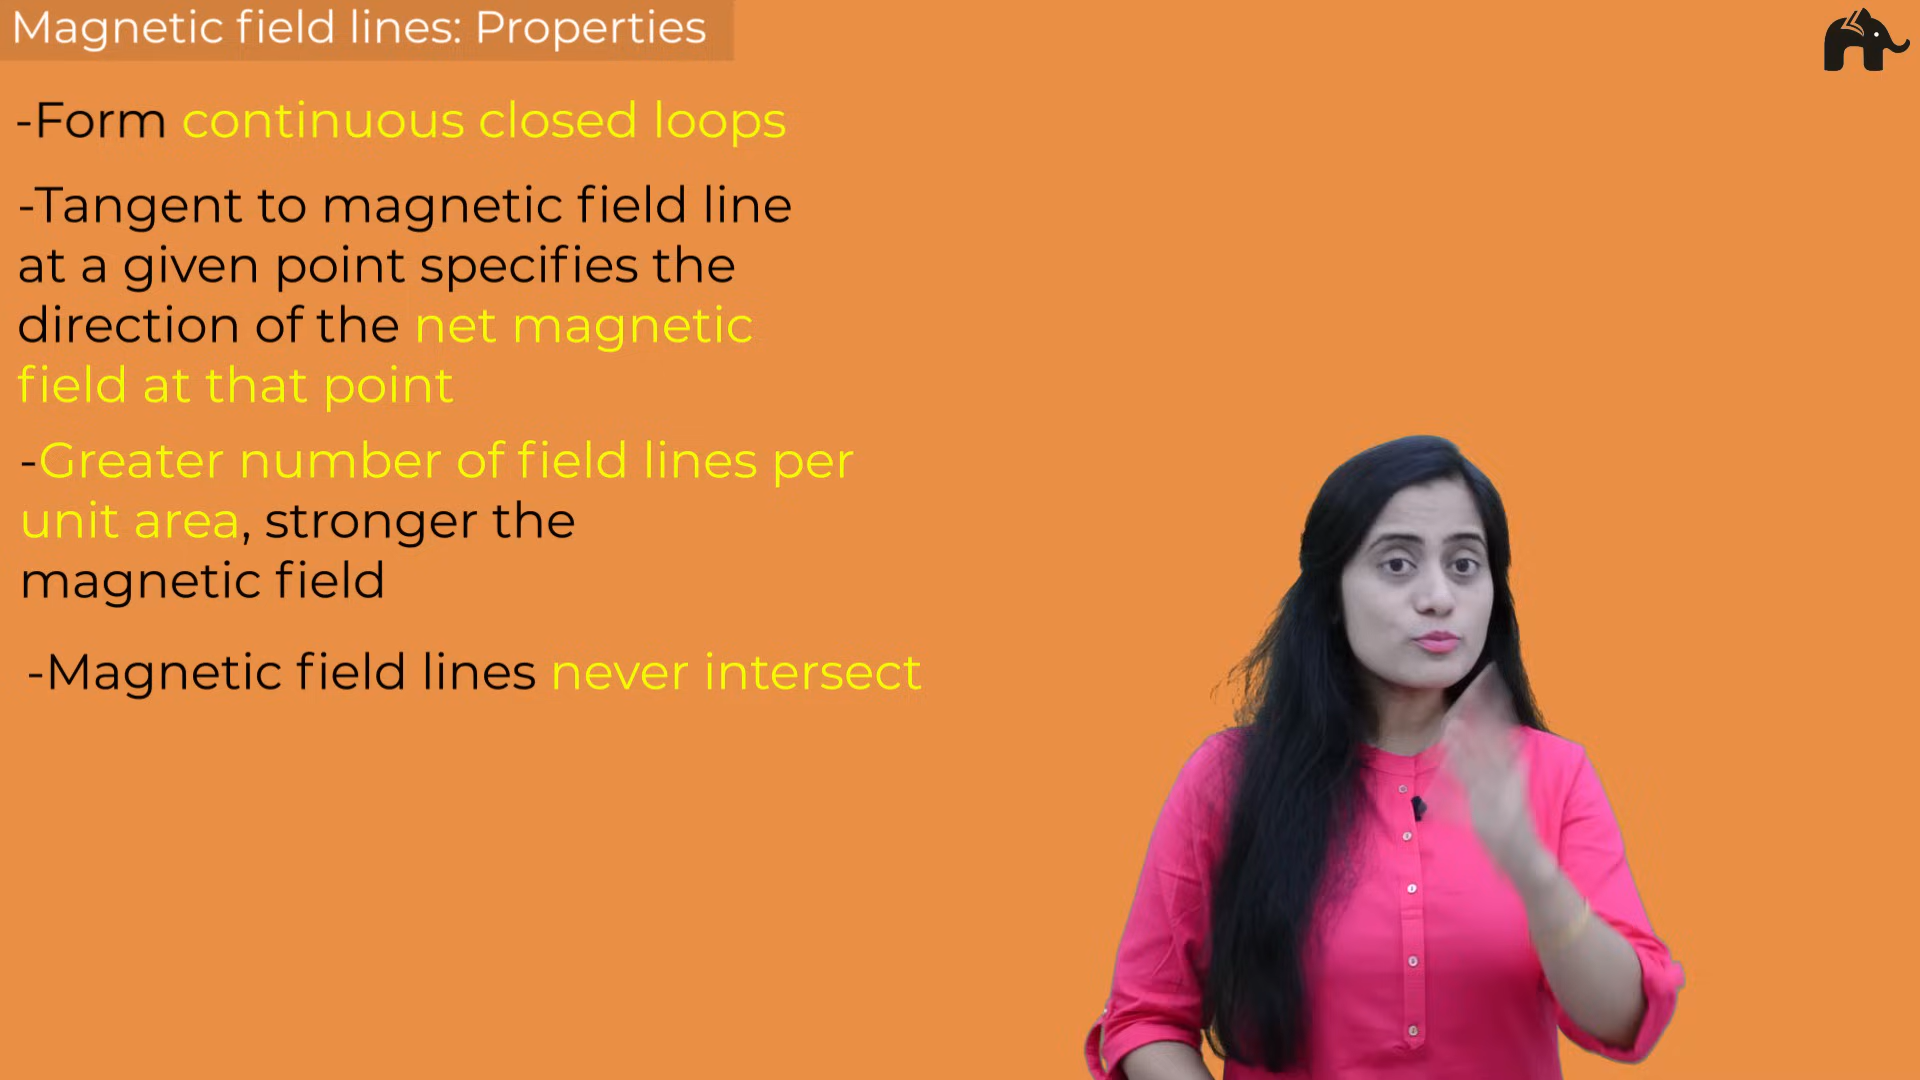 Magnetic field lines: Properties
-Form continuous closed loops
-Tangent to magnetic field line
at a given point specifies the
direction of the net magnetic
field at that point
-Greater number of field lines per
unit area, stronger the
magnetic field
-Magnetic field lines never intersect